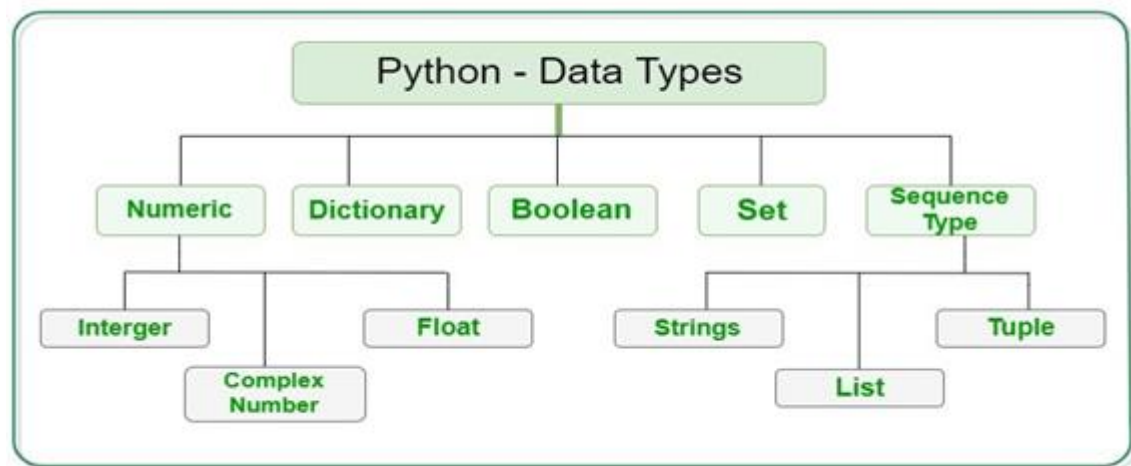 Python - Data Types
Numeric
Dictionary
Boolean
Set
Sequence
Type
Interger
Float
Strings
Tuple
Complex
Number
List